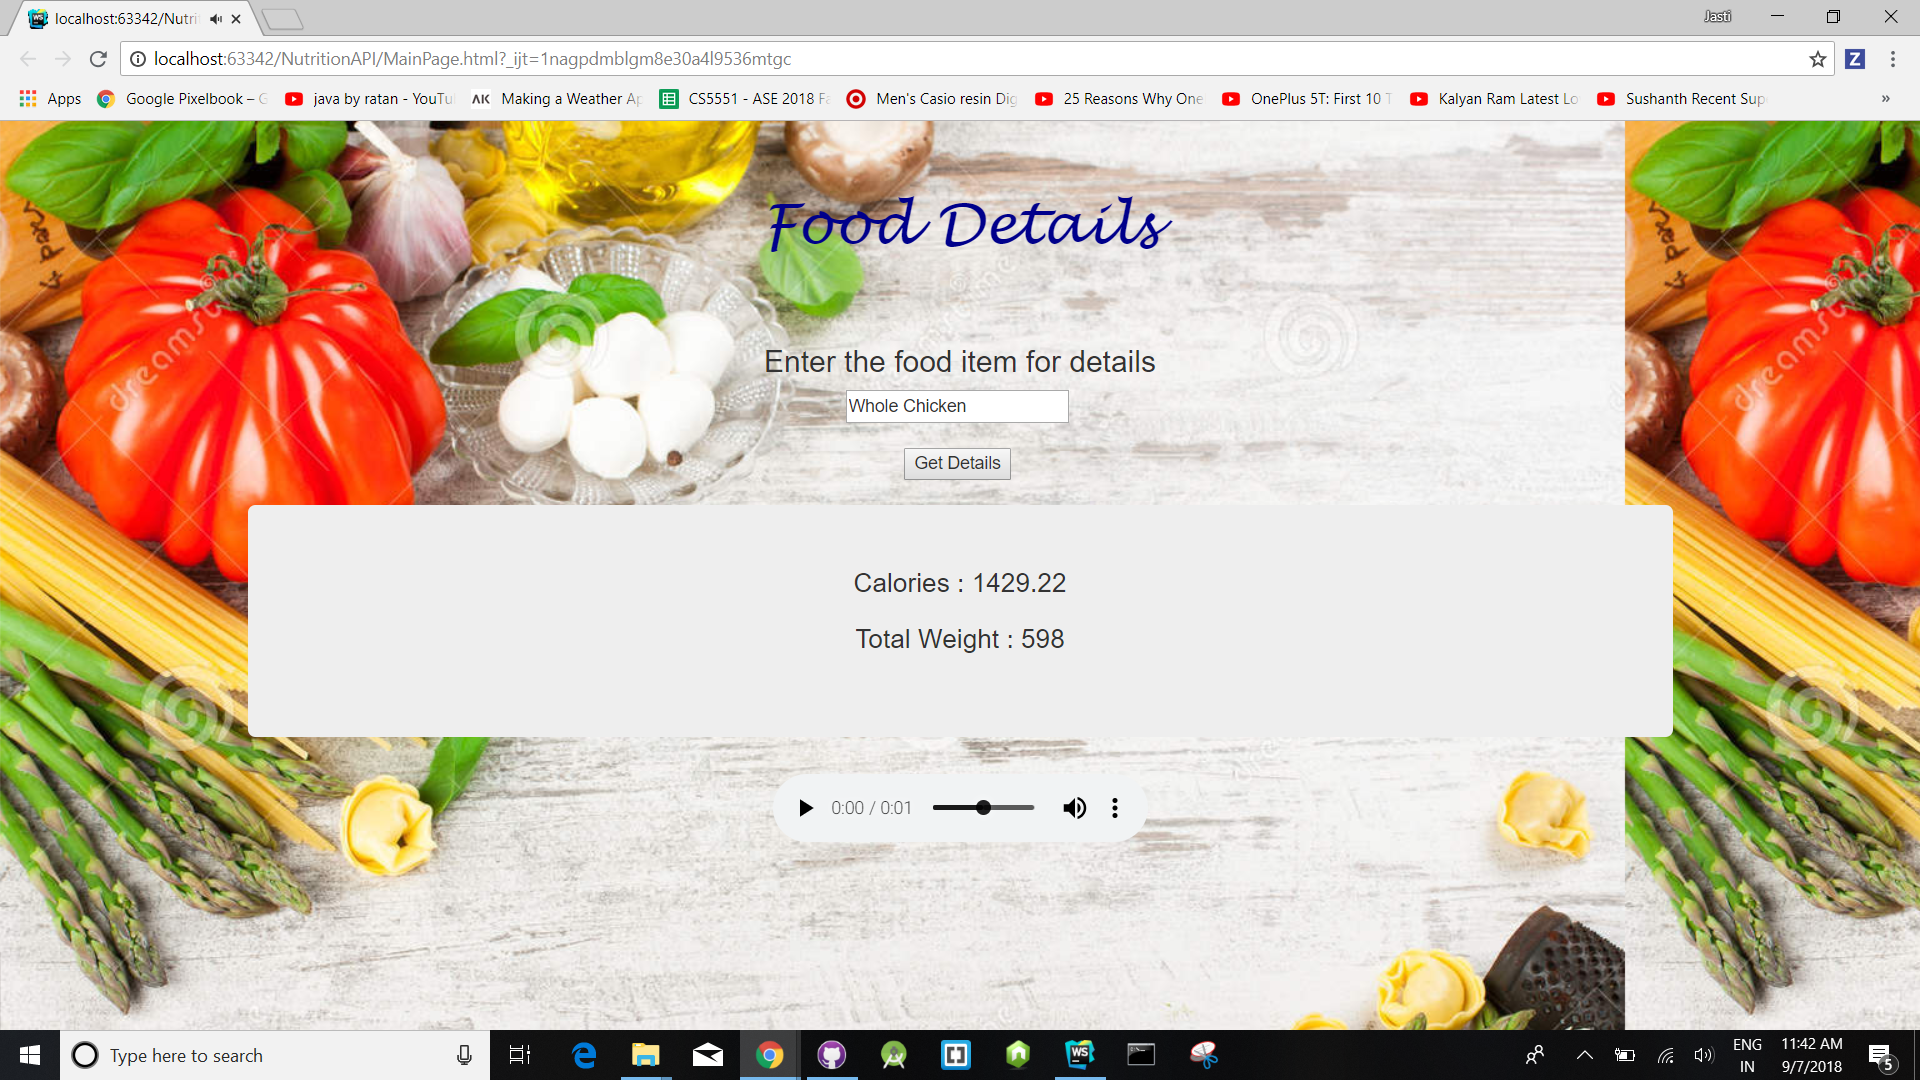 localhost:63342/Nutri
Jasti
localhost:63342/NutritionAPI/MainPage.html?_ijt=1nagpdmblgm8e30a4l9536mtgc
Apps
Google Pixelbook – G
java by ratan - YouTu
AK
Making a Weather Ap
CS5551 - ASE 2018 Fa
Men's Casio resin Dig
25 Reasons Why One
OnePlus 5T: First 10 T
Kalyan Ram Latest Lo
Sushanth Recent Sup
»
Food Details
Enter the food item for details
Whole Chicken
Get Details
Calories : 1429.22
Total Weight : 598
0:00 / 0:01
dreamstime
Type here to search
WS
ENG
IN
11:42 AM
9/7/2018
5